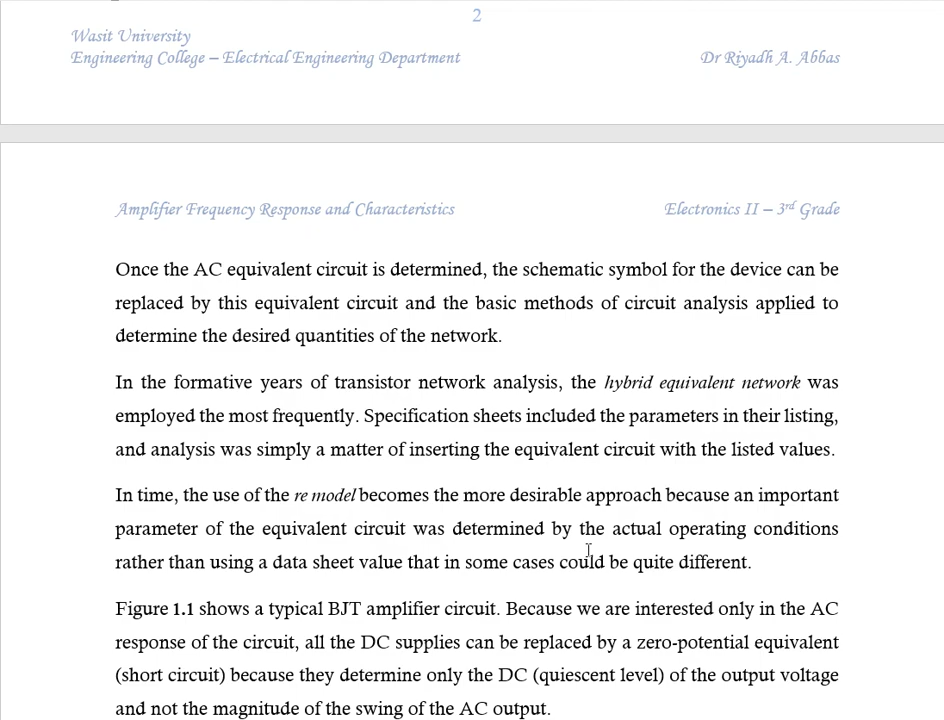 2
Wasit University
Engineering College – Electrical Engineering Department Dr Riyadh A. Abbas
Amplifier Frequency Response and Characteristics Electronics II – 3rd Grade
Once the AC equivalent circuit is determined, the schematic symbol for the device can be
replaced by this equivalent circuit and the basic methods of circuit analysis applied to
determine the desired quantities of the network.
In the formative years of transistor network analysis, the hybrid equivalent network was
employed the most frequently. Specification sheets included the parameters in their listing,
and analysis was simply a matter of inserting the equivalent circuit with the listed values.
In time, the use of the re model becomes the more desirable approach because an important
parameter of the equivalent circuit was determined by the actual operating conditions
rather than using a data sheet value that in some cases could be quite different.
Figure 1.1 shows a typical BJT amplifier circuit. Because we are interested only in the AC
response of the circuit, all the DC supplies can be replaced by a zero-potential equivalent
(short circuit) because they determine only the DC (quiescent level) of the output voltage
and not the magnitude of the swing of the AC output.